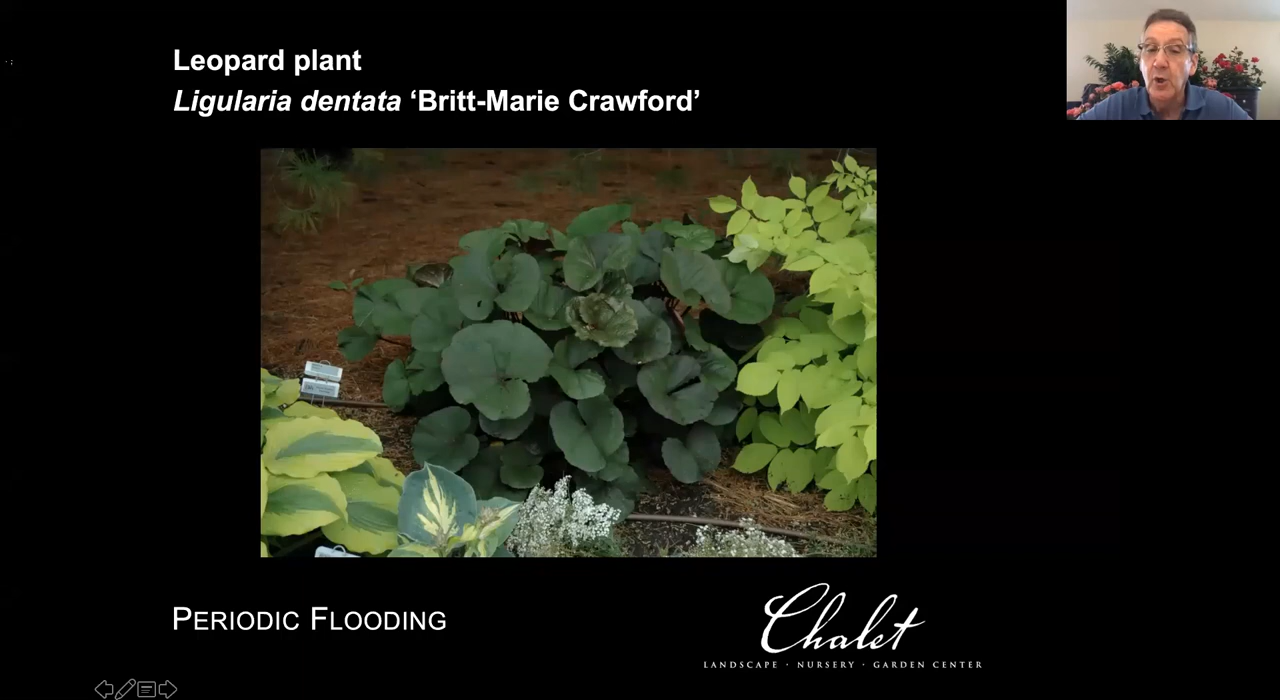 Leopard plant
Ligularia dentata ‘Britt-Marie Crawford’
PERIODIC FLOODING
Chalet
LANDSCAPE · NURSERY · GARDEN CENTER